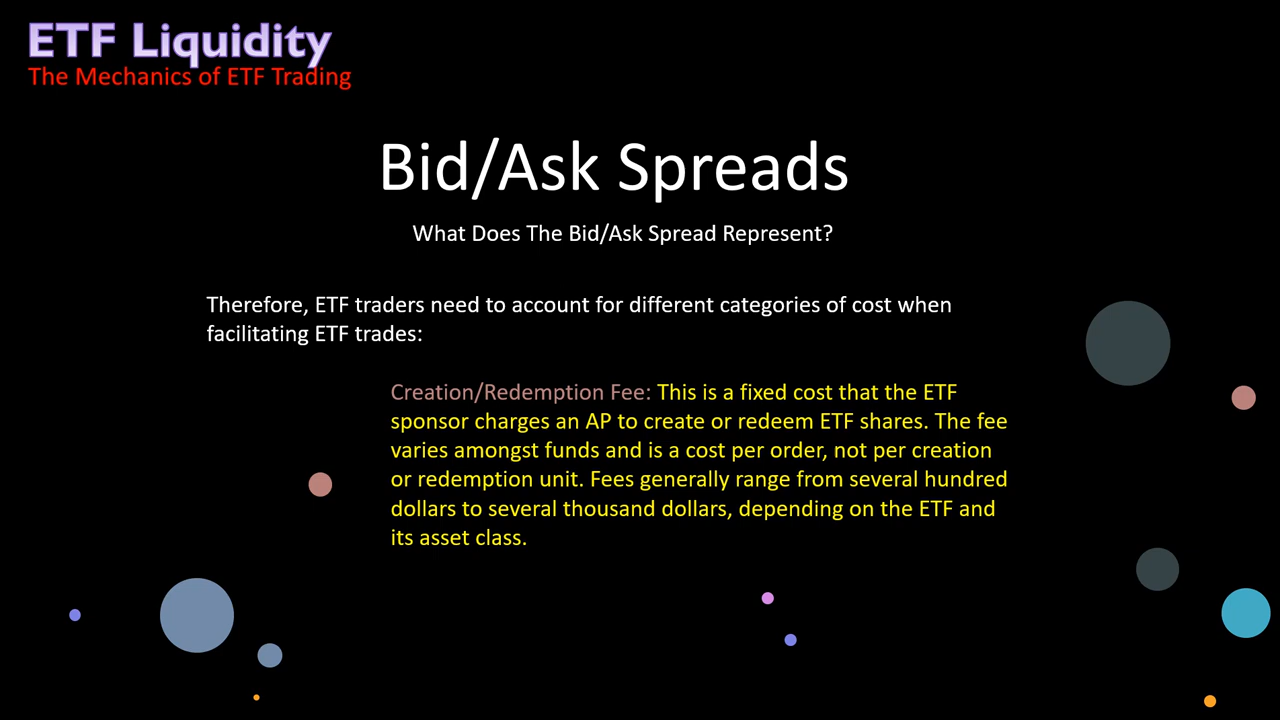 ETF Liquidity
The Mechanics of ETF Trading
Bid/Ask Spreads
What Does The Bid/Ask Spread Represent?
Therefore, ETF traders need to account for different categories of cost when
facilitating ETF trades:
Creation/Redemption Fee: This is a fixed cost that the ETF
sponsor charges an AP to create or redeem ETF shares. The fee
varies amongst funds and is a cost per order, not per creation
or redemption unit. Fees generally range from several hundred
dollars to several thousand dollars, depending on the ETF and
its asset class.